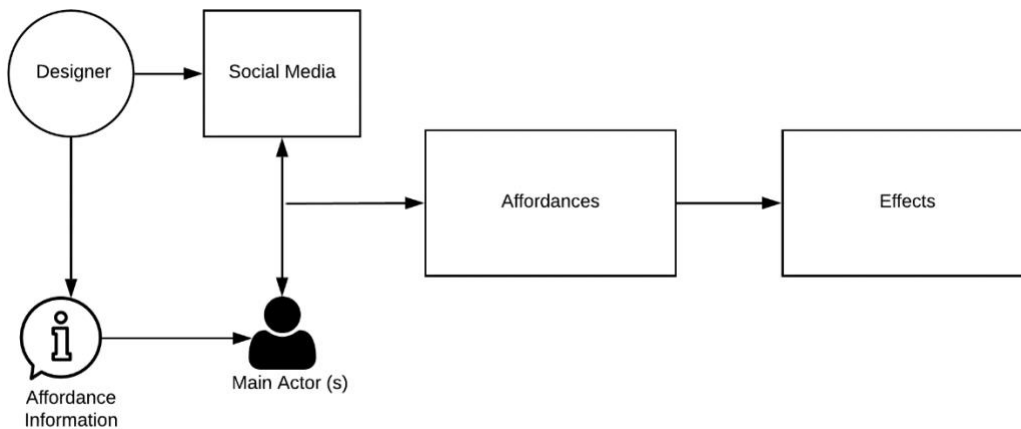 Designer
Social Media
Affordances
Effects
i
Main Actor (s)
Affordance
Information